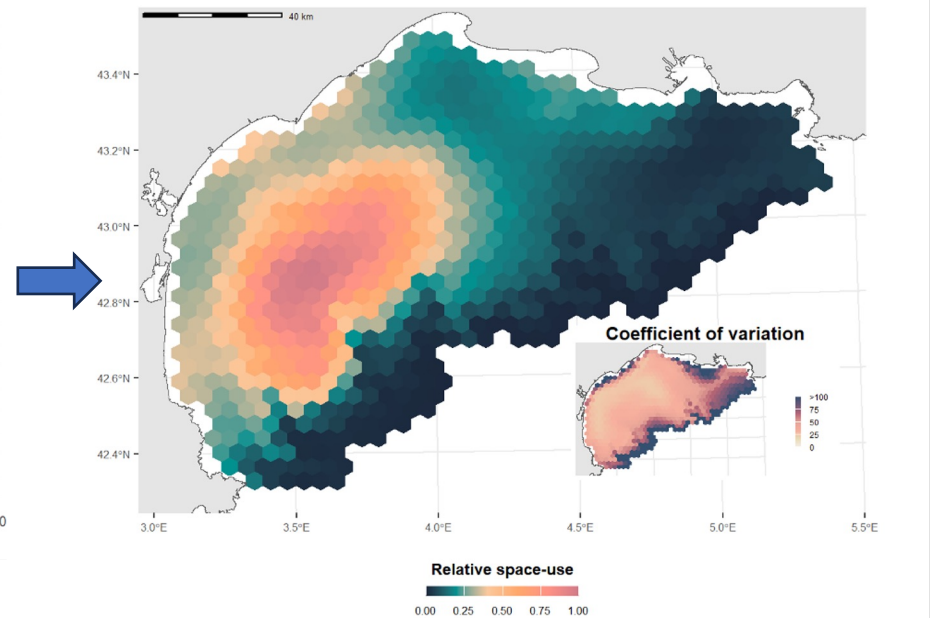 40 km
43.4°N
43.2°N
43.0°N
42.8°N
42.6°N
42.4°N
Coefficient of variation
>100
75
50
25
0
0
3.0°E 3.5°E 4.0°E 4.5°E 5.0°E 5.5°E
Relative space-use
0.00 0.25 0.50 0.75 1.00